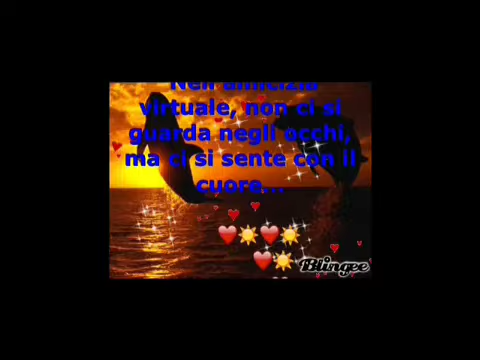 Nell'amicizia
virtuale, non ci si
guarda negli occhi,
ma ci si sente con il
cuore...
Blingee